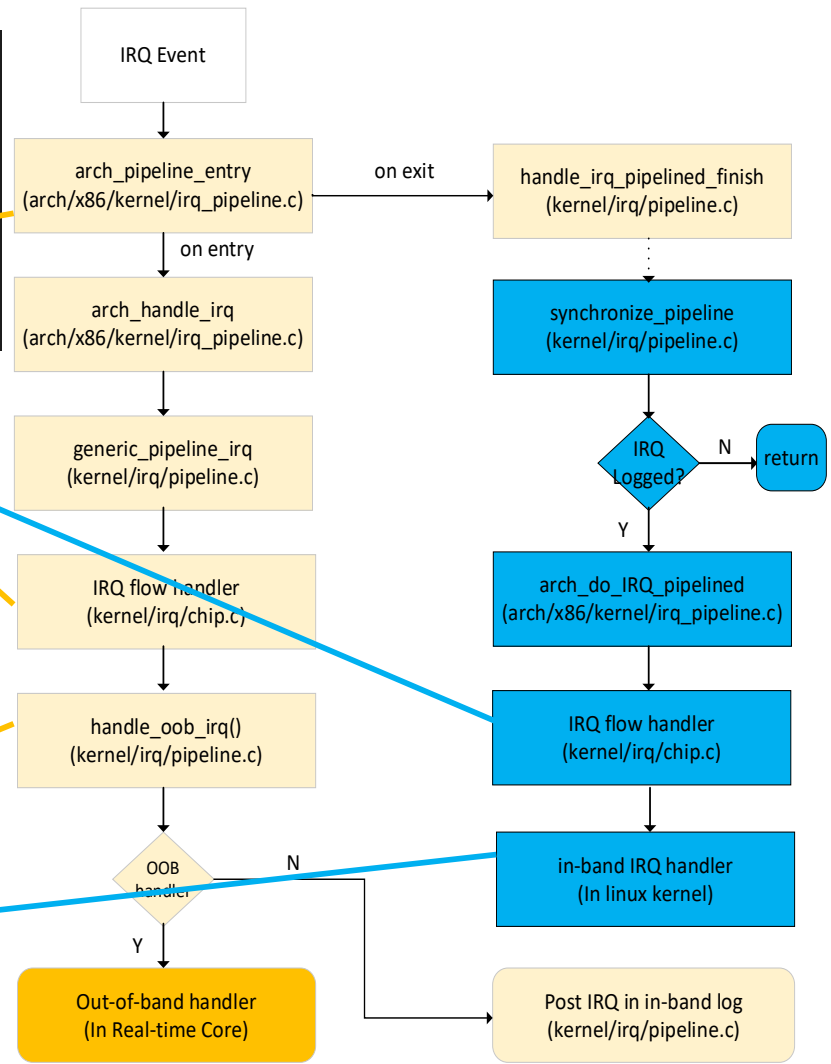 IRQ Event
arch_pipeline_entry
(arch/x86/kernel/irq_pipeline.c)
on exit
handle_irq_pipelined_finish
(kernel/irq/pipeline.c)
on entry
arch_handle_irq
(arch/x86/kernel/irq_pipeline.c)
synchronize_pipeline
(kernel/irq/pipeline.c)
generic_pipeline_irq
(kernel/irq/pipeline.c)
IRQ
Logged?
N
return
Y
IRQ flow handler
(kernel/irq/chip.c)
arch_do_IRQ_pipelined
(arch/x86/kernel/irq_pipeline.c)
handle_oob_irq()
(kernel/irq/pipeline.c)
IRQ flow handler
(kernel/irq/chip.c)
OOB
handler
N
in-band IRQ handler
(In linux kernel)
Y
Out-of-band handler
(In Real-time Core)
Post IRQ in in-band log
(kernel/irq/pipeline.c)